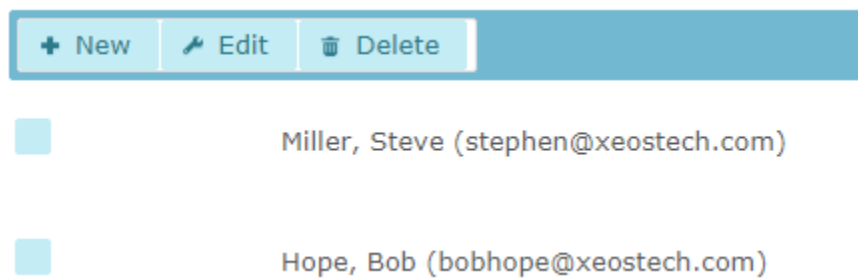 New Edit Delete
Miller, Steve (stephen@xeostech.com)
Hope, Bob (bobhope@xeostech.com)